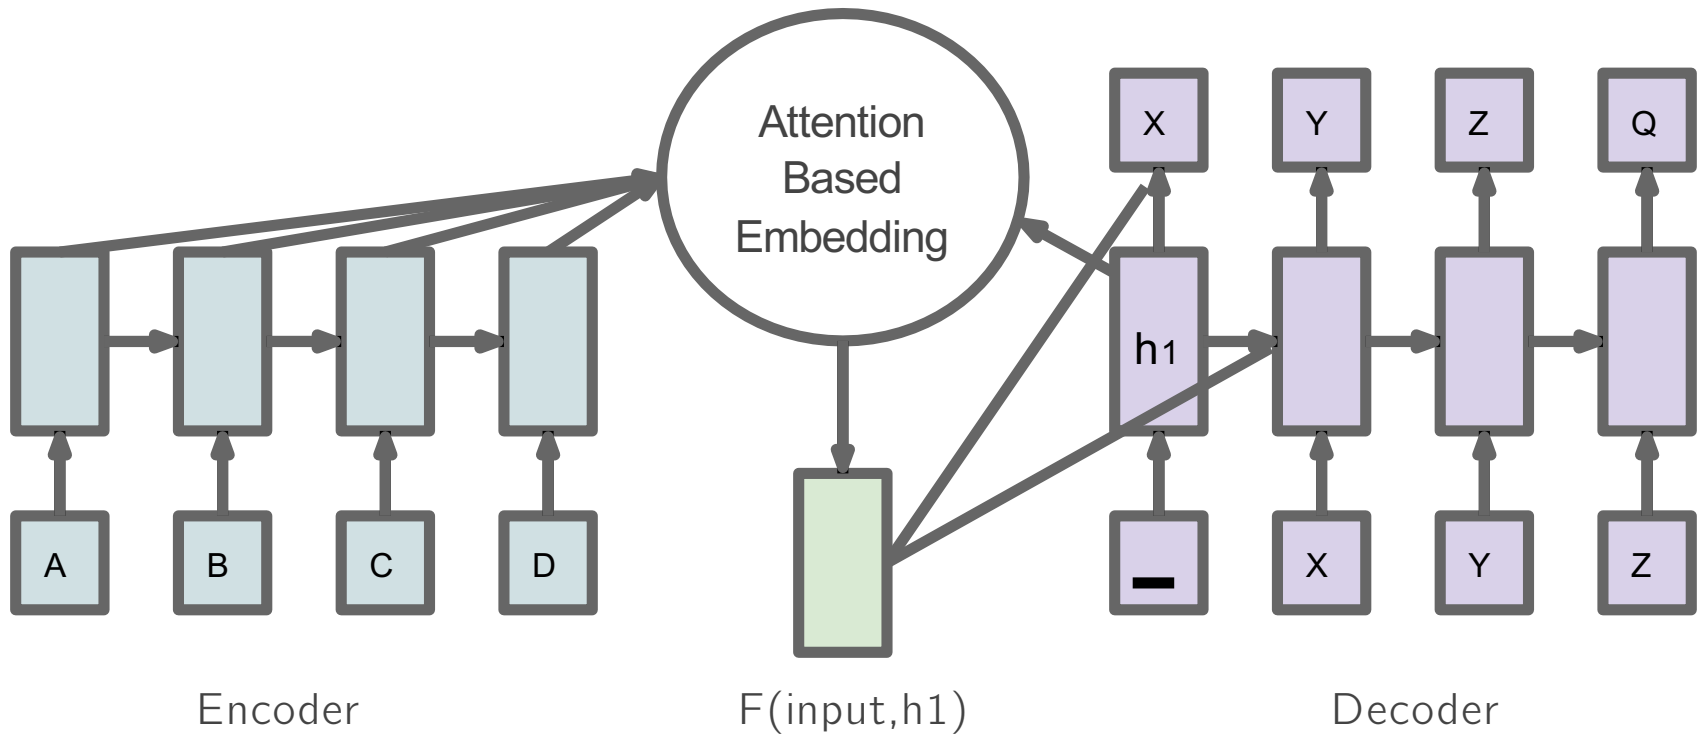 Attention
Based
Embedding
X
Y
Z
Q
h1
A
B
C
D
_
X
Y
Z
Encoder
F(input,h1)
Decoder